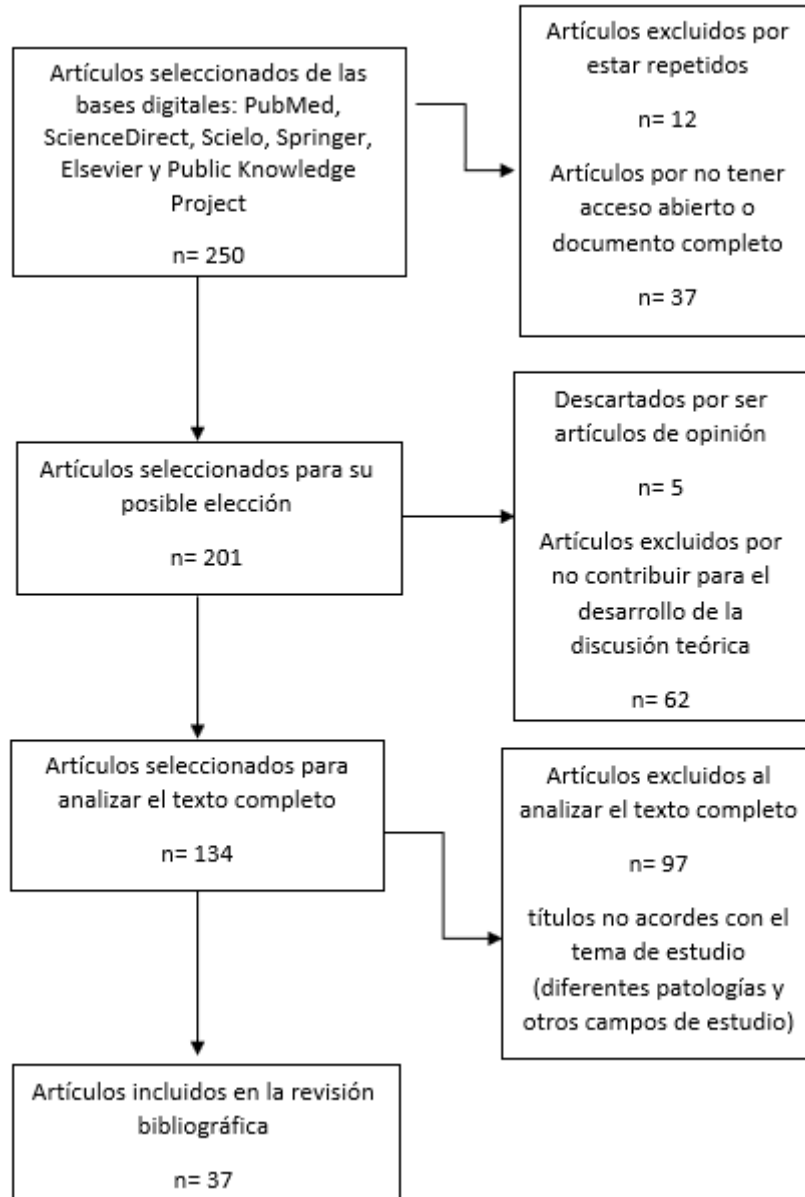 Artículos seleccionados de las
bases digitales: PubMed,
ScienceDirect, Scielo, Springer,
Elsevier y Public Knowledge
Project
n= 250
Artículos excluidos por
estar repetidos
n= 12
Artículos por no tener
acceso abierto o
documento completo
n= 37
Artículos seleccionados para su
posible elección
n= 201
Descartados por ser
artículos de opinión
n= 5
Artículos excluidos por
no contribuir para el
desarrollo de la
discusión teórica
n= 62
Artículos seleccionados para
analizar el texto completo
n= 134
Artículos excluidos al
analizar el texto completo
n= 97
títulos no acordes con el
tema de estudio
(diferentes patologías y
otros campos de estudio)
Artículos incluidos en la revisión
bibliográfica
n= 37